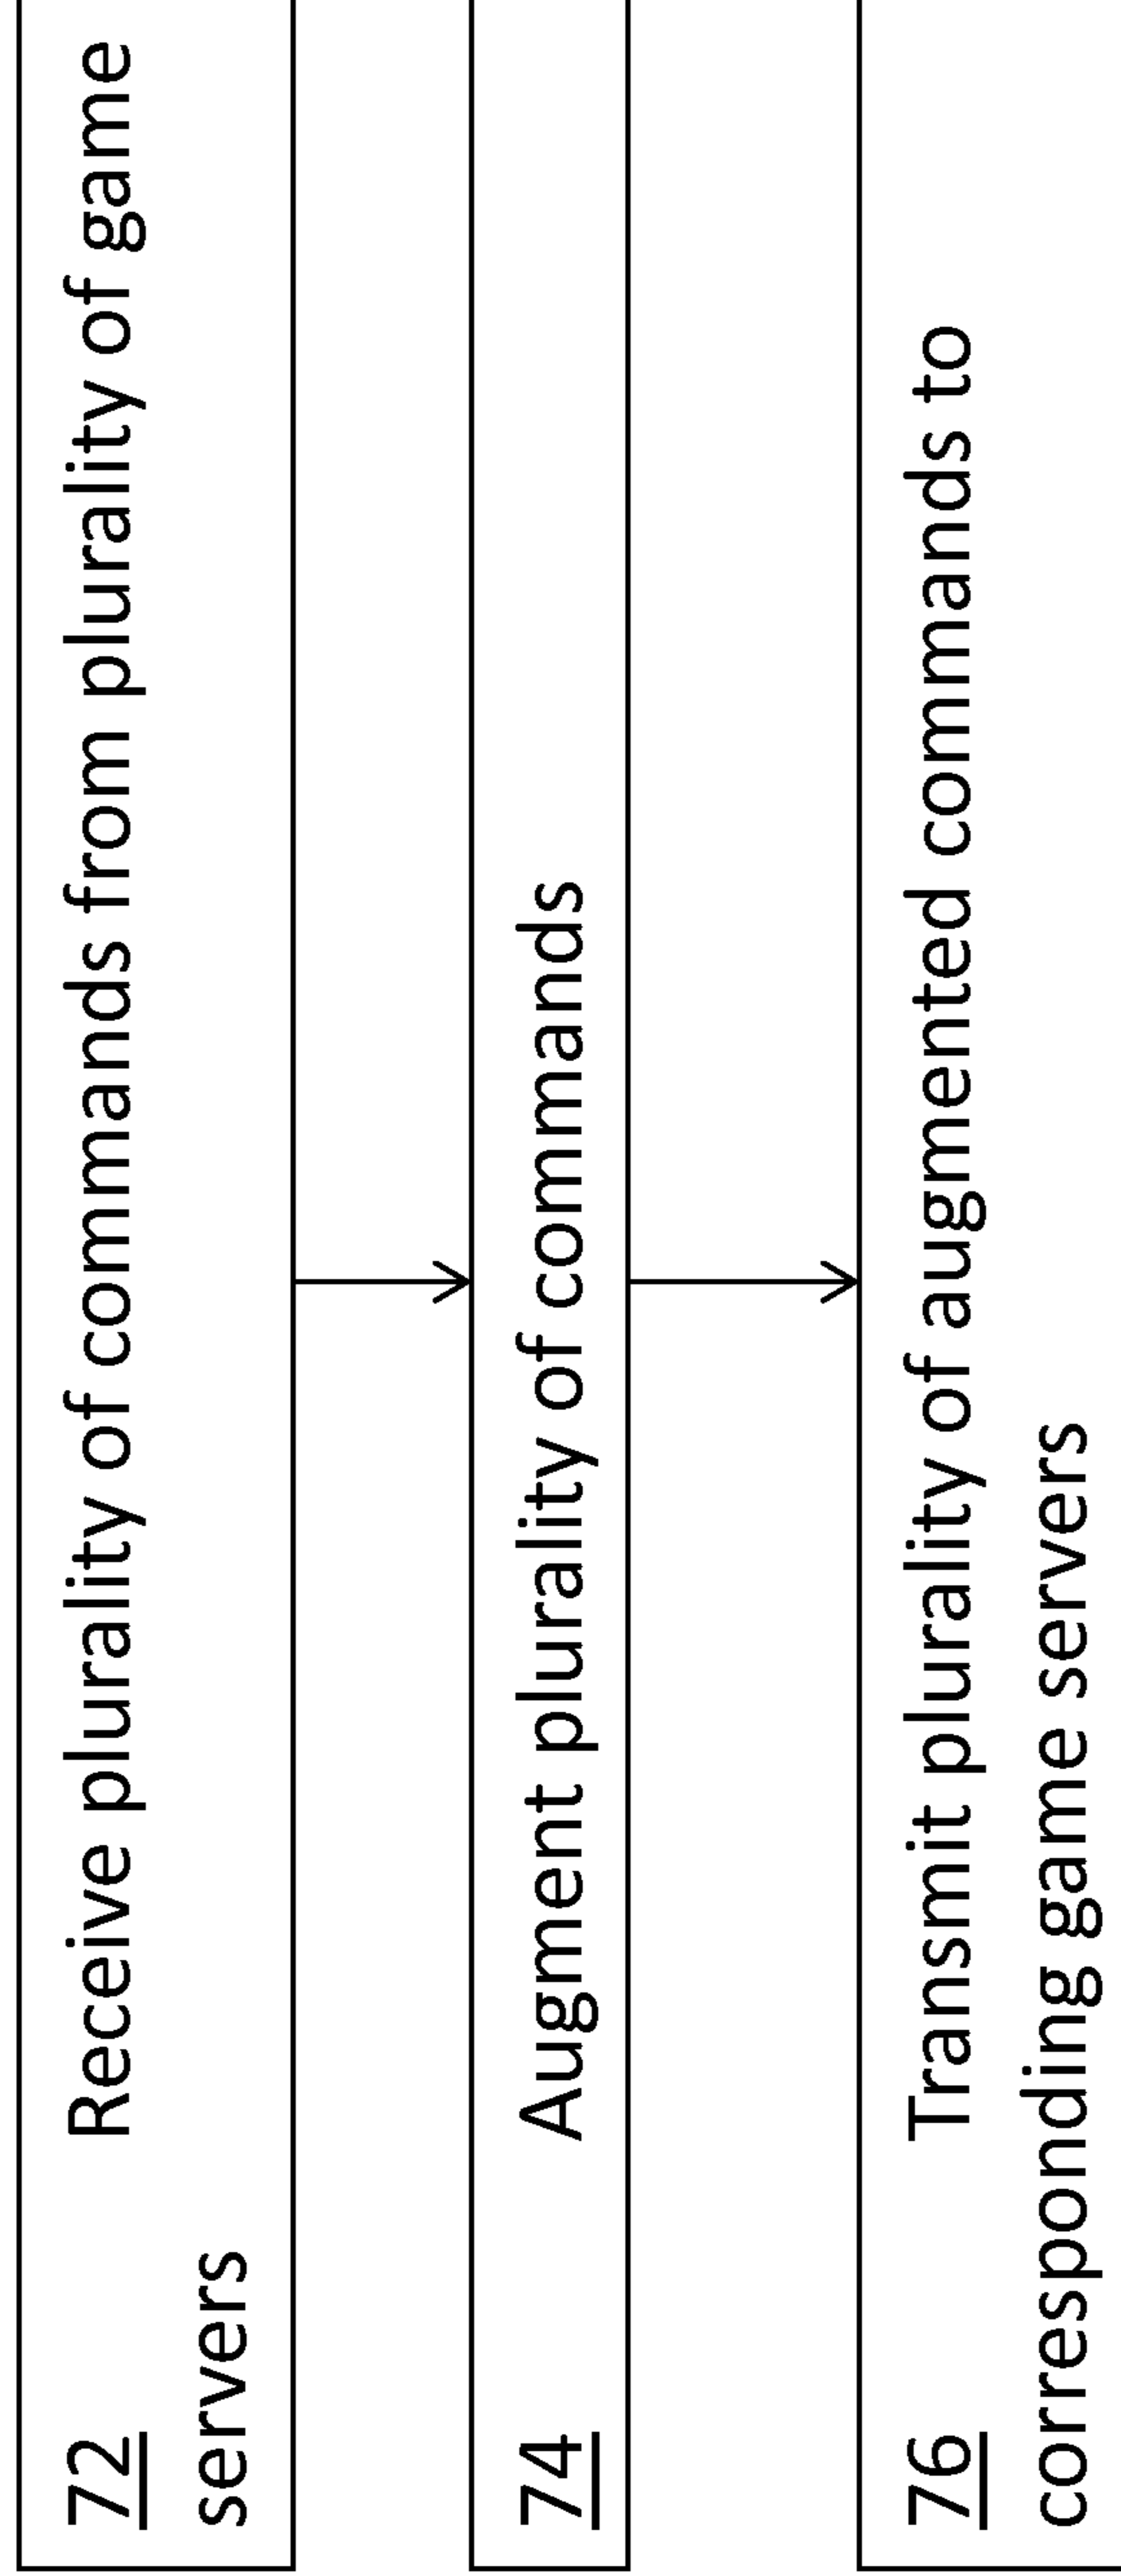 72 Receive plurality of commands from plurality of game
servers
74 Augment plurality of commands
76 Transmit plurality of augmented commands to
corresponding game servers